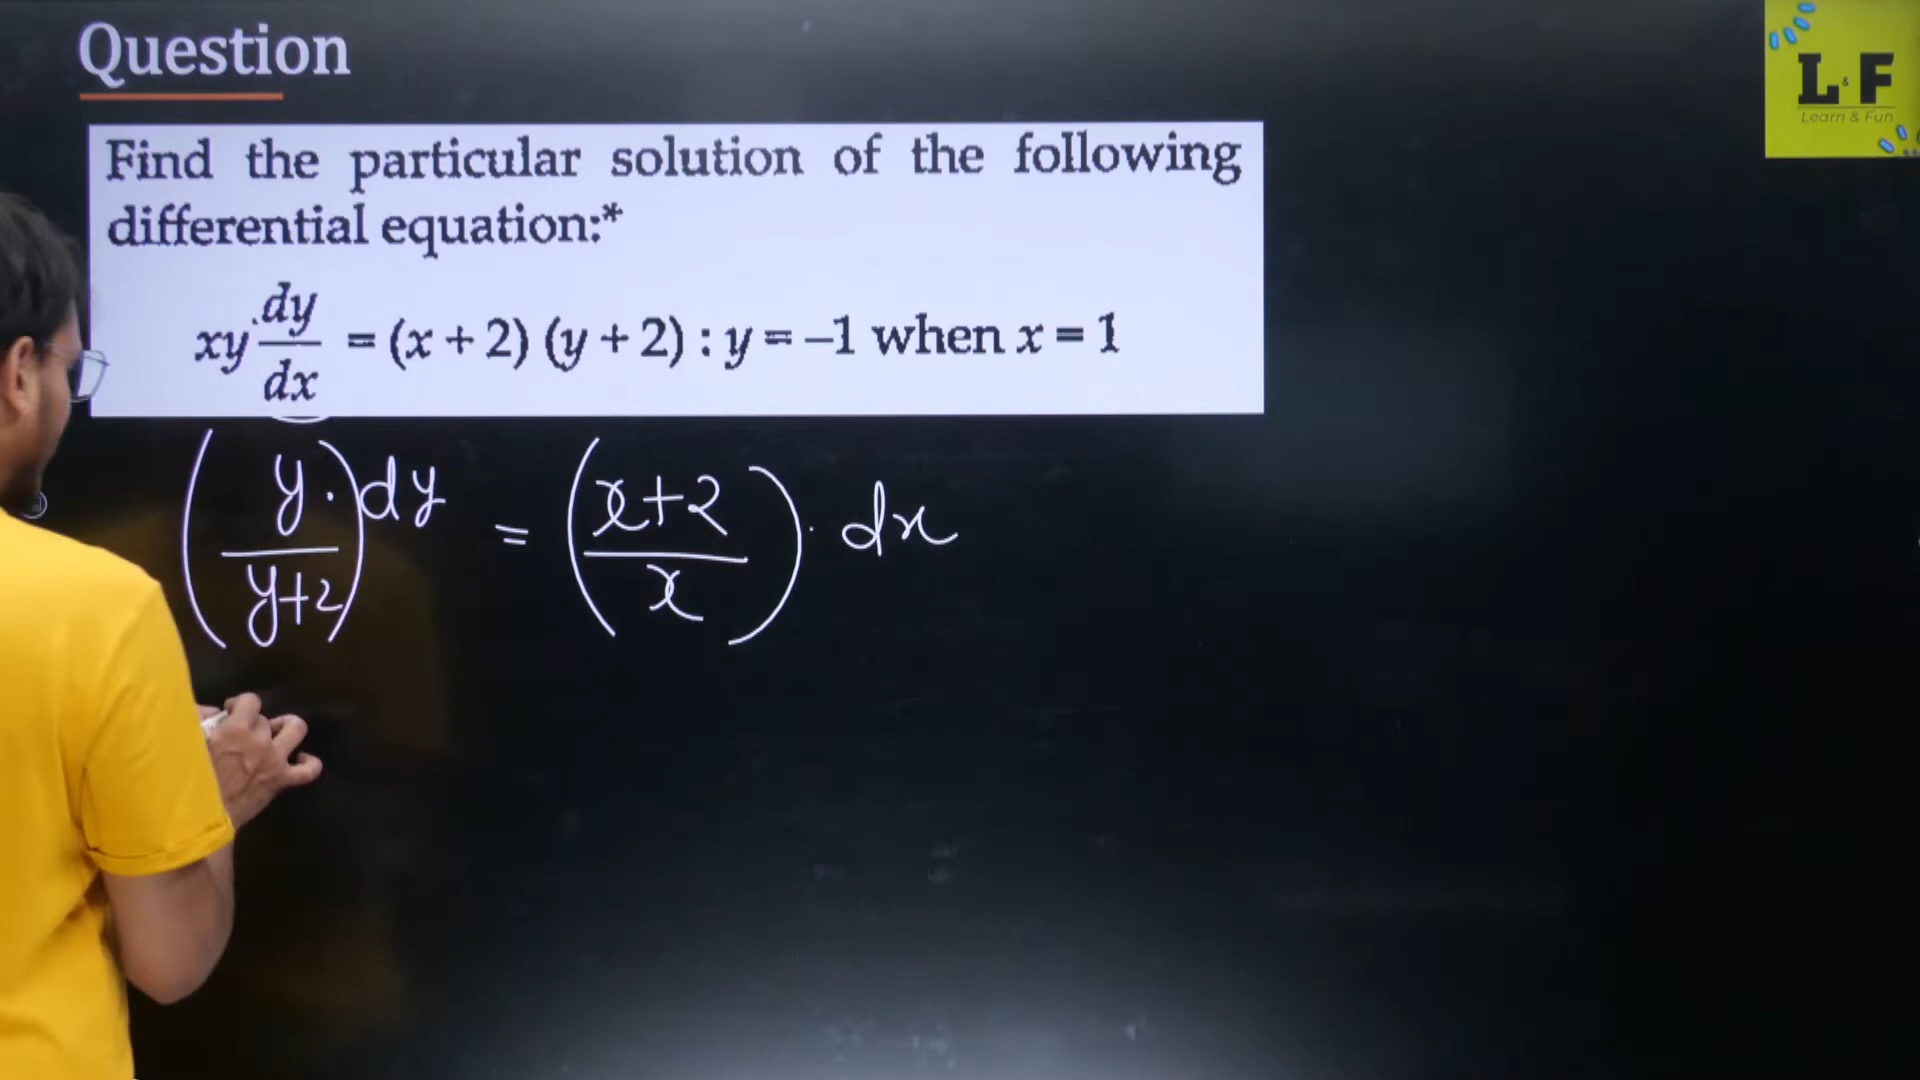 Question
L&F
Learn & Fun
Find the particular solution of the following
differential equation:*
xy dy/dx = (x + 2) (y + 2) : y = –1 when x = 1
(y. / y+2) dy = (x+2 / x) . dx